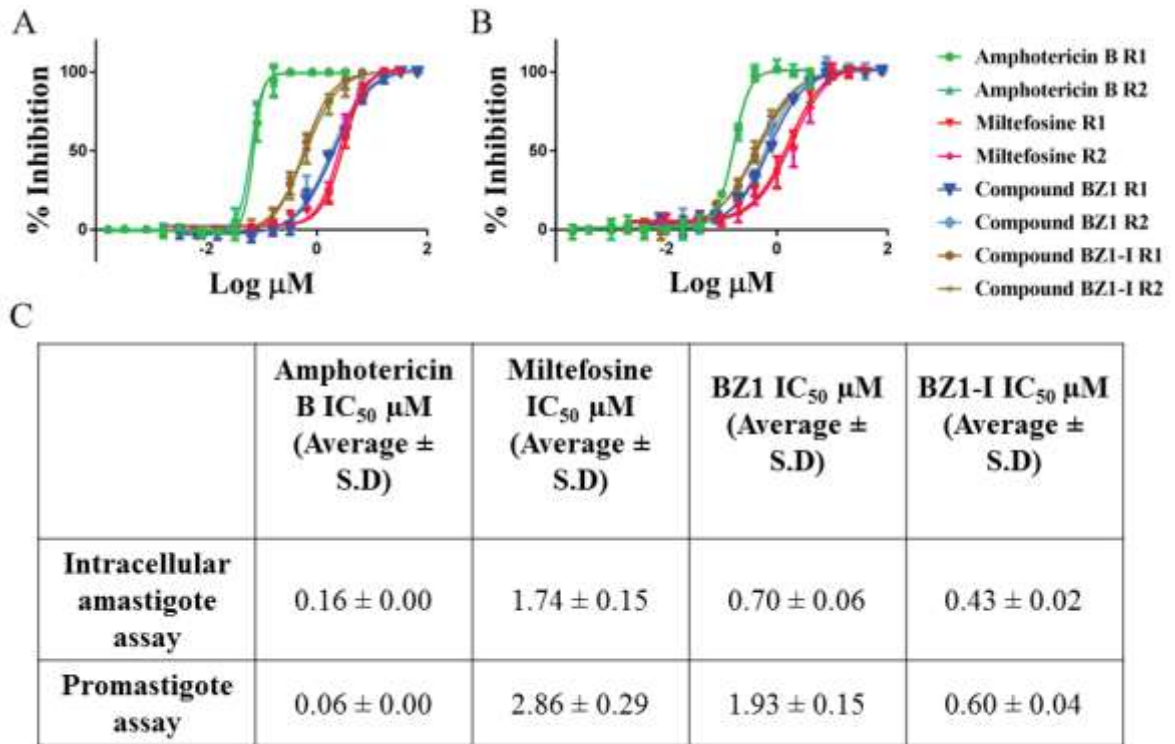 A
B
% Inhibition
100
50
0
-2
0
2
Log μM
% Inhibition
100
50
0
-2
0
2
Log μM
Amphotericin B R1
Amphotericin B R2
Miltefosine R1
Miltefosine R2
Compound BZ1 R1
Compound BZ1 R2
Compound BZ1-I R1
Compound BZ1-I R2
C
Amphotericin
B IC₅₀ μM
(Average ±
S.D)
Miltefosine
IC₅₀ μM
(Average ±
S.D)
BZ1 IC₅₀ μM
(Average ±
S.D)
BZ1-I IC₅₀ μM
(Average ±
S.D)
Intracellular
amastigote
assay
0.16 ± 0.00
1.74 ± 0.15
0.70 ± 0.06
0.43 ± 0.02
Promastigote
assay
0.06 ± 0.00
2.86 ± 0.29
1.93 ± 0.15
0.60 ± 0.04